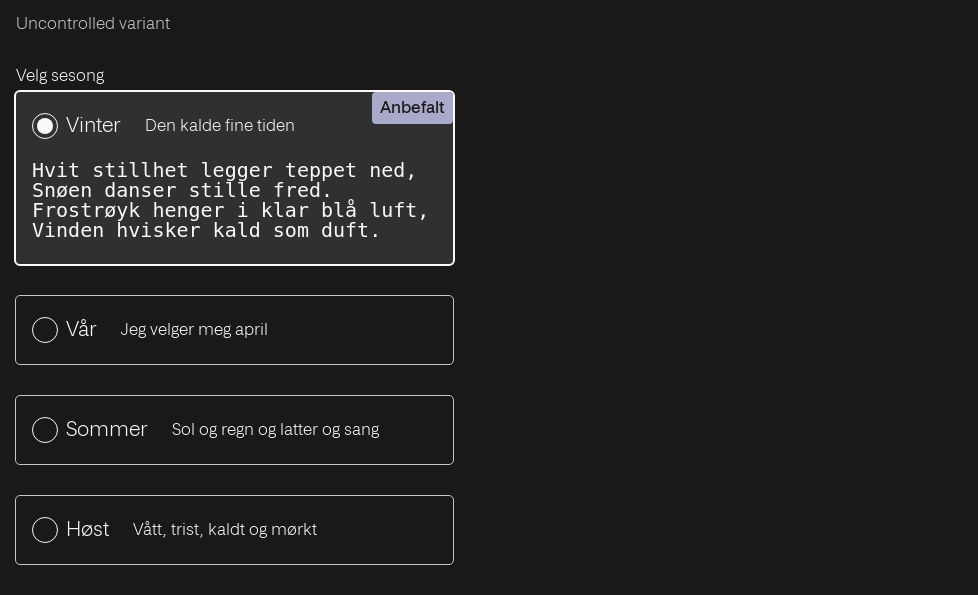 Uncontrolled variant
Velg sesong
Anbefalt
Vinter Den kalde fine tiden
Hvit stillhet legger teppet ned,
Snøen danser stille fred.
Frostrøyk henger i klar blå luft,
Vinden hvisker kald som duft.
Vår Jeg velger meg april
Sommer Sol og regn og latter og sang
Høst Vått, trist, kaldt og mørkt